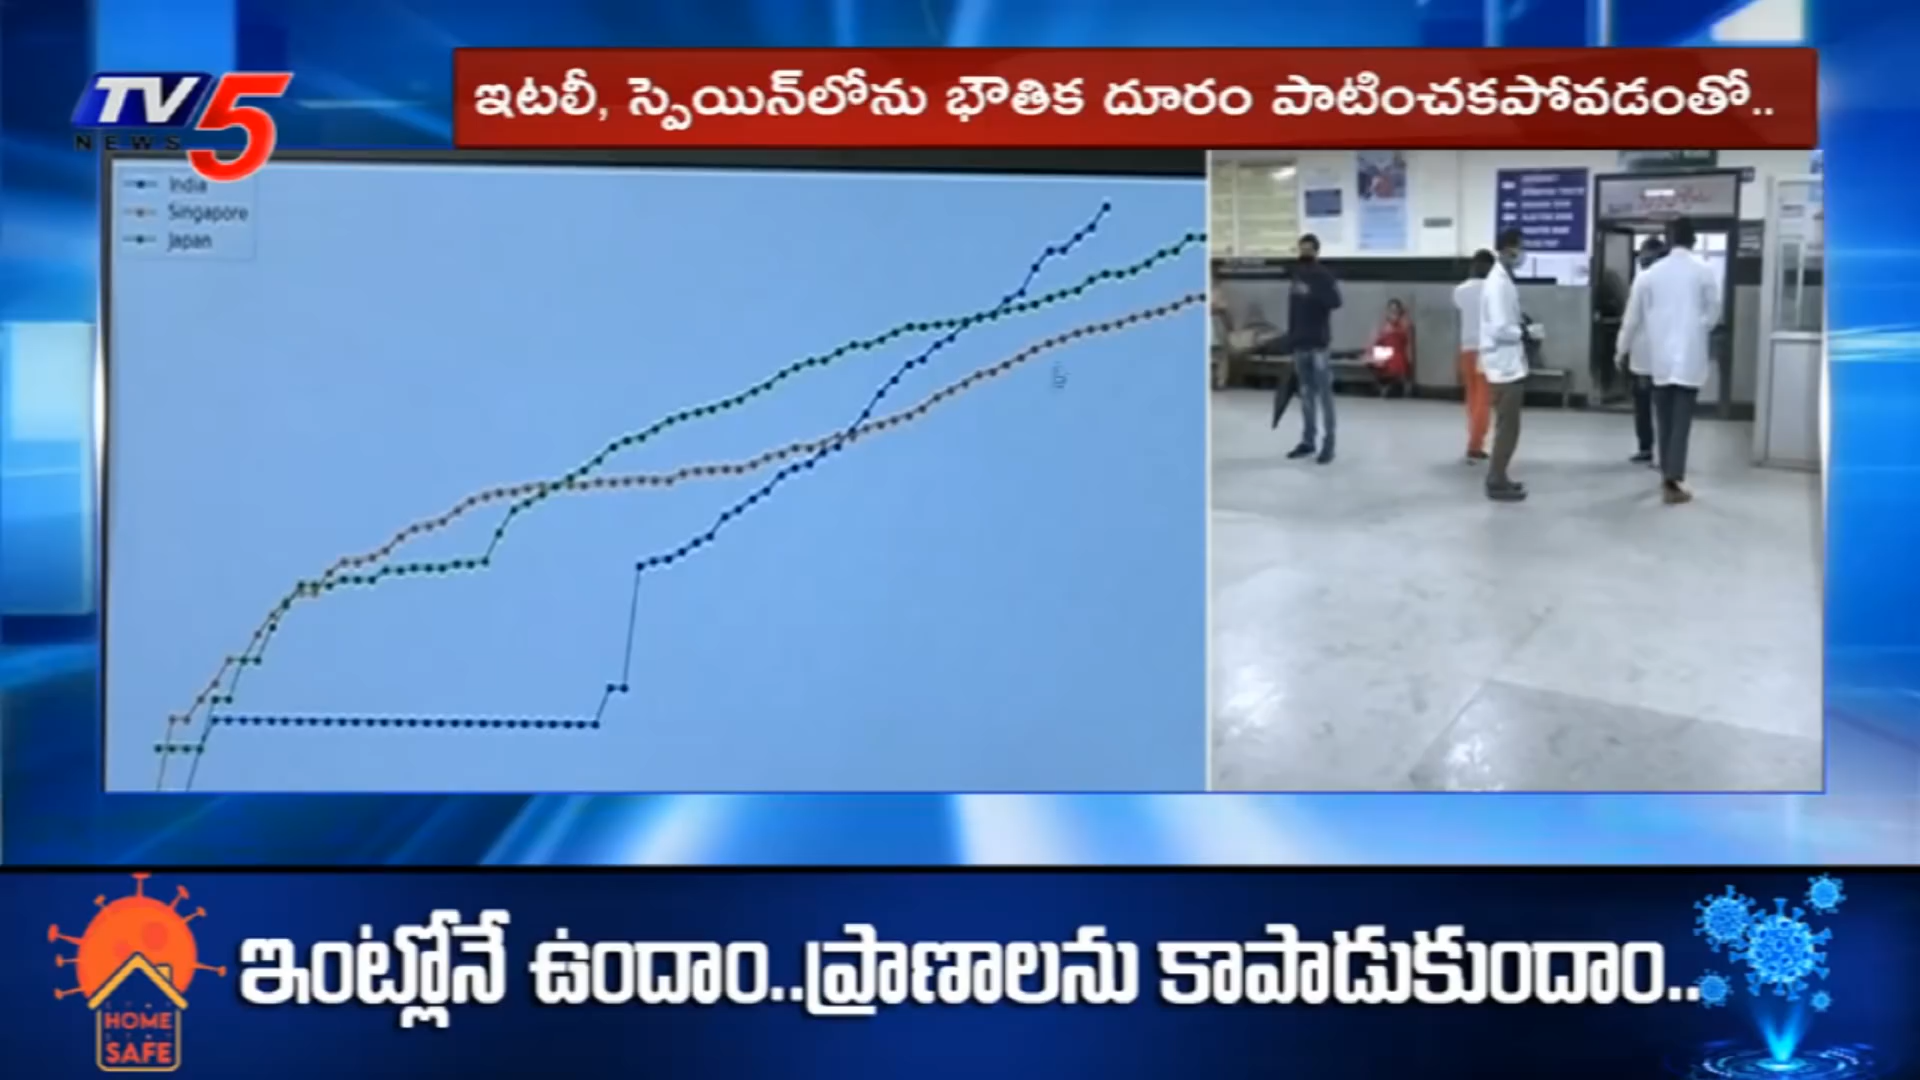 ఇటలీ, స్పెయిన్‌లోను భౌతిక దూరం పాటించకపోవడంతో..
TV5
NEWS
India
Singapore
Japan
ఇంట్లోనే ఉందాం..ప్రాణాలను కాపాడుకుందాం..
HOME
SAFE